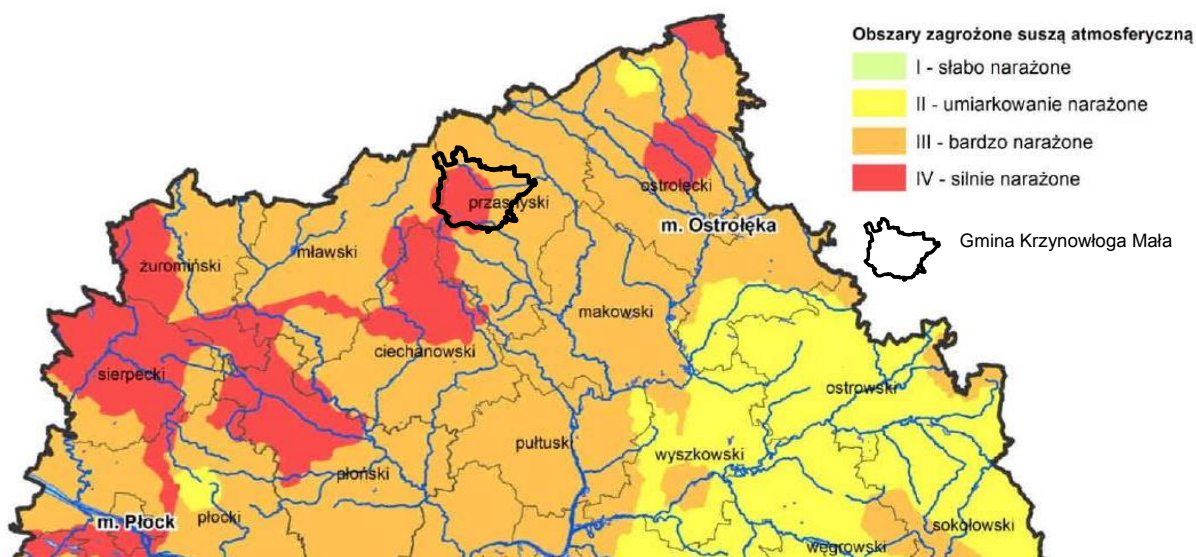 Obszary zagrożone suszą atmosferyczną
I - słabo narażone
II - umiarkowanie narażone
III - bardzo narażone
IV - silnie narażone
Gmina Krzynowłoga Mała
ostrołęcki
przasnyski
m. Ostrołęka
mławski
żuromiński
makowski
ciechanowski
sierpecki
ostrowski
pułtuski
wyszkowski
płoński
m. Płock
płocki
sokołowski
węgrowski